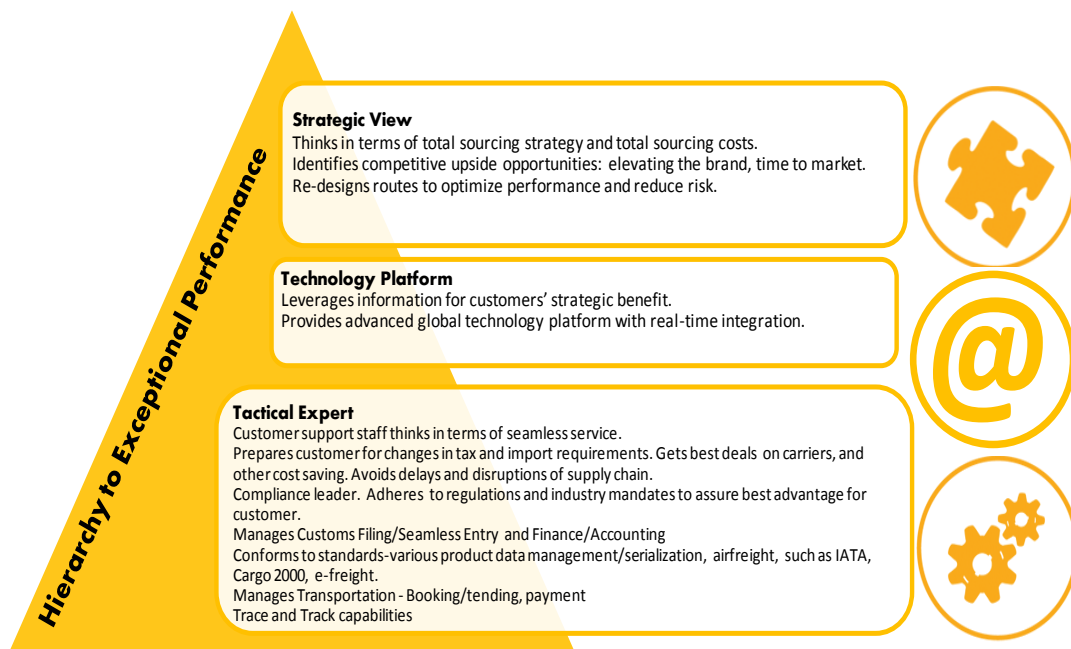 Hierarchy to Exceptional Performance
Strategic View
Thinks in terms of total sourcing strategy and total sourcing costs.
Identifies competitive upside opportunities: elevating the brand, time to market.
Re-designs routes to optimize performance and reduce risk.
Technology Platform
Leverages information for customers’ strategic benefit.
Provides advanced global technology platform with real-time integration.
@
Tactical Expert
Customer support staff thinks in terms of seamless service.
Prepares customer for changes in tax and import requirements. Gets best deals on carriers, and
other cost saving. Avoids delays and disruptions of supply chain.
Compliance leader. Adheres to regulations and industry mandates to assure best advantage for
customer.
Manages Customs Filing/Seamless Entry and Finance/Accounting
Conforms to standards-various product data management/serialization, airfreight, such as IATA,
Cargo 2000, e-freight.
Manages Transportation - Booking/tending, payment
Trace and Track capabilities